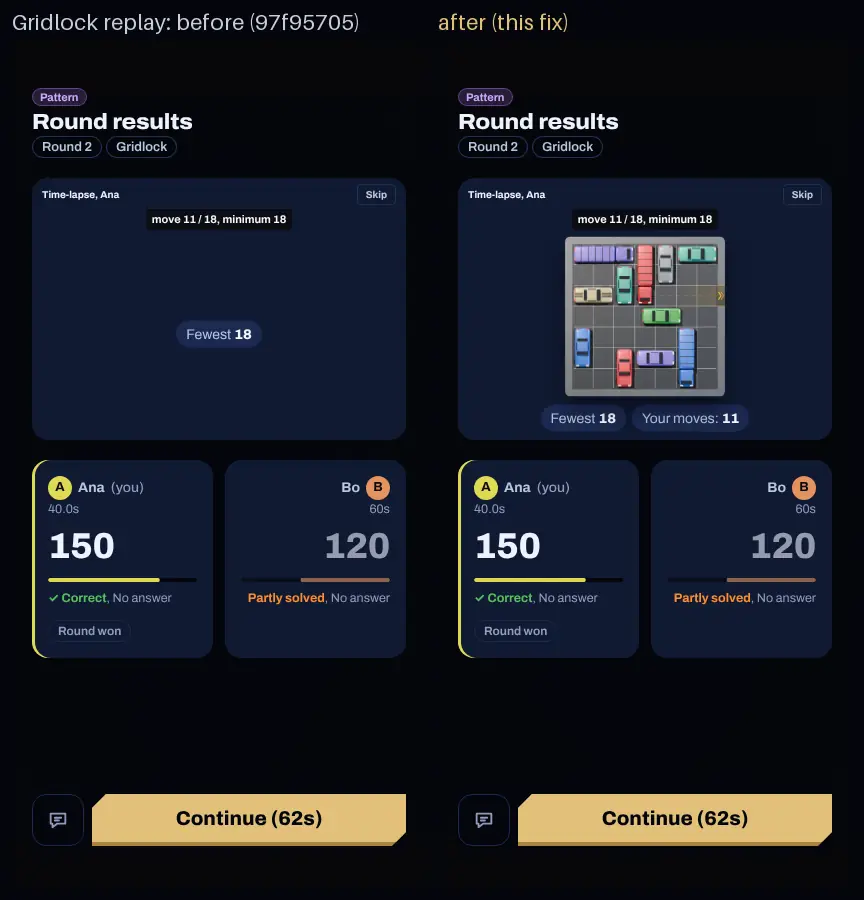 Gridlock replay: before (97f95705)
after (this fix)
Pattern
Round results
Round 2
Gridlock
Time-lapse, Ana
Skip
move 11 / 18, minimum 18
Fewest 18
A Ana (you)
40.0s
150
✓ Correct, No answer
Round won
Bo B
60s
120
Partly solved, No answer
Continue (62s)
Pattern
Round results
Round 2
Gridlock
Time-lapse, Ana
Skip
move 11 / 18, minimum 18
Fewest 18
Your moves: 11
A Ana (you)
40.0s
150
✓ Correct, No answer
Round won
Bo B
60s
120
Partly solved, No answer
Continue (62s)